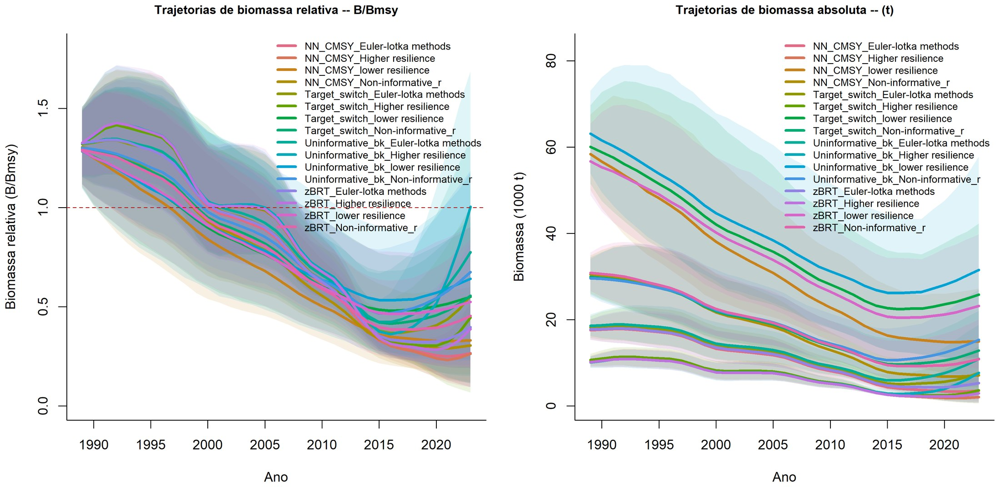 Trajetorias de biomassa relativa -- B/Bmsy
Biomassa relativa (B/Bmsy)
1.5
1.0
0.5
0.0
NN_CMSY_Euler-lotka methods
NN_CMSY_Higher resilience
NN_CMSY_lower resilience
NN_CMSY_Non-informative_r
Target_switch_Euler-lotka methods
Target_switch_Higher resilience
Target_switch_lower resilience
Target_switch_Non-informative_r
Uninformative_bk_Euler-lotka methods
Uninformative_bk_Higher resilience
Uninformative_bk_lower resilience
Uninformative_bk_Non-informative_r
zBRT_Euler-lotka methods
zBRT_Higher resilience
zBRT_lower resilience
zBRT_Non-informative_r
1990 1995 2000 2005 2010 2015 2020
Ano
Trajetorias de biomassa absoluta -- (t)
Biomassa (1000 t)
80
60
40
20
0
NN_CMSY_Euler-lotka methods
NN_CMSY_Higher resilience
NN_CMSY_lower resilience
NN_CMSY_Non-informative_r
Target_switch_Euler-lotka methods
Target_switch_Higher resilience
Target_switch_lower resilience
Target_switch_Non-informative_r
Uninformative_bk_Euler-lotka methods
Uninformative_bk_Higher resilience
Uninformative_bk_lower resilience
Uninformative_bk_Non-informative_r
zBRT_Euler-lotka methods
zBRT_Higher resilience
zBRT_lower resilience
zBRT_Non-informative_r
1990 1995 2000 2005 2010 2015 2020
Ano